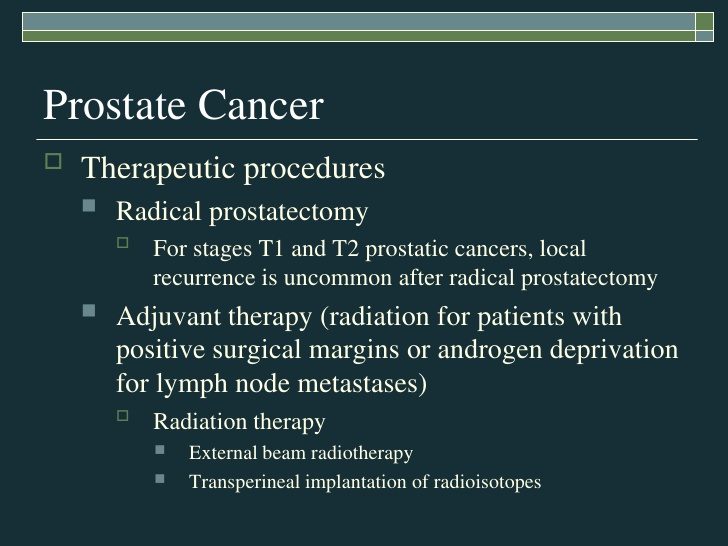 Prostate Cancer
Therapeutic procedures
Radical prostatectomy
For stages T1 and T2 prostatic cancers, local
recurrence is uncommon after radical prostatectomy
Adjuvant therapy (radiation for patients with
positive surgical margins or androgen deprivation
for lymph node metastases)
Radiation therapy
External beam radiotherapy
Transperineal implantation of radioisotopes